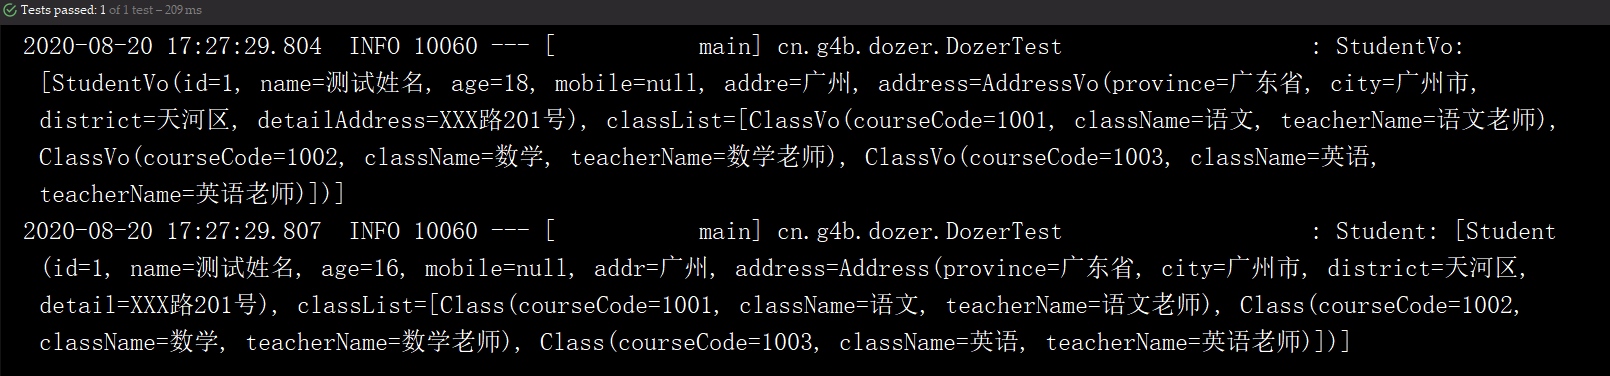 Tests passed: 1 of 1 test – 209 ms
2020-08-20 17:27:29.804  INFO 10060 --- [           main] cn.g4b.dozer.DozerTest                   : StudentVo:
[StudentVo(id=1, name=测试姓名, age=18, mobile=null, addre=广州, address=AddressVo(province=广东省, city=广州市,
district=天河区, detailAddress=XXX路201号), classList=[ClassVo(courseCode=1001, className=语文, teacherName=语文老师),
ClassVo(courseCode=1002, className=数学, teacherName=数学老师), ClassVo(courseCode=1003, className=英语,
teacherName=英语老师)])]
2020-08-20 17:27:29.807  INFO 10060 --- [           main] cn.g4b.dozer.DozerTest                   : Student: [Student
(id=1, name=测试姓名, age=16, mobile=null, addr=广州, address=Address(province=广东省, city=广州市, district=天河区,
detail=XXX路201号), classList=[Class(courseCode=1001, className=语文, teacherName=语文老师), Class(courseCode=1002,
className=数学, teacherName=数学老师), Class(courseCode=1003, className=英语, teacherName=英语老师)])]